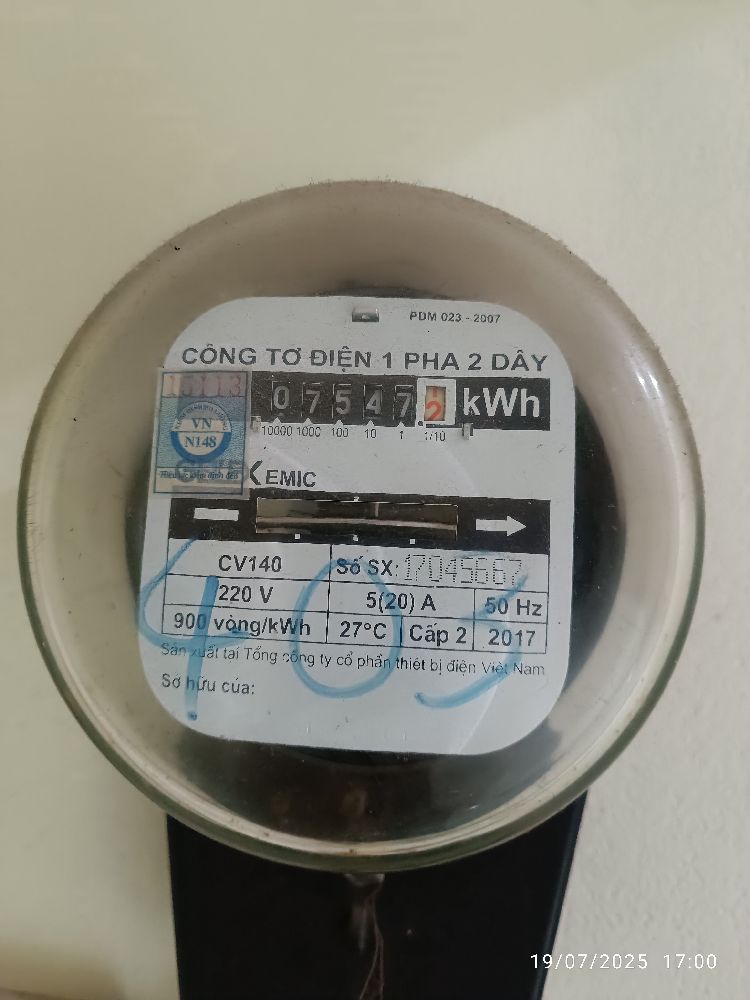 PDM 023 - 2007
CÔNG TƠ ĐIỆN 1 PHA 2 DÂY
15113
0 7 5 4 7 2 kWh
10000 1000 100 10 1 1/10
VN
N148
EMIC
CV140 Số SX: 17045667
220 V 5(20) A 50 Hz
900 vòng/kWh 27°C Cấp 2 2017
Sản xuất tại Tổng công ty cổ phần thiết bị điện Việt Nam
Sở hữu của:
403
19/07/2025 17:00